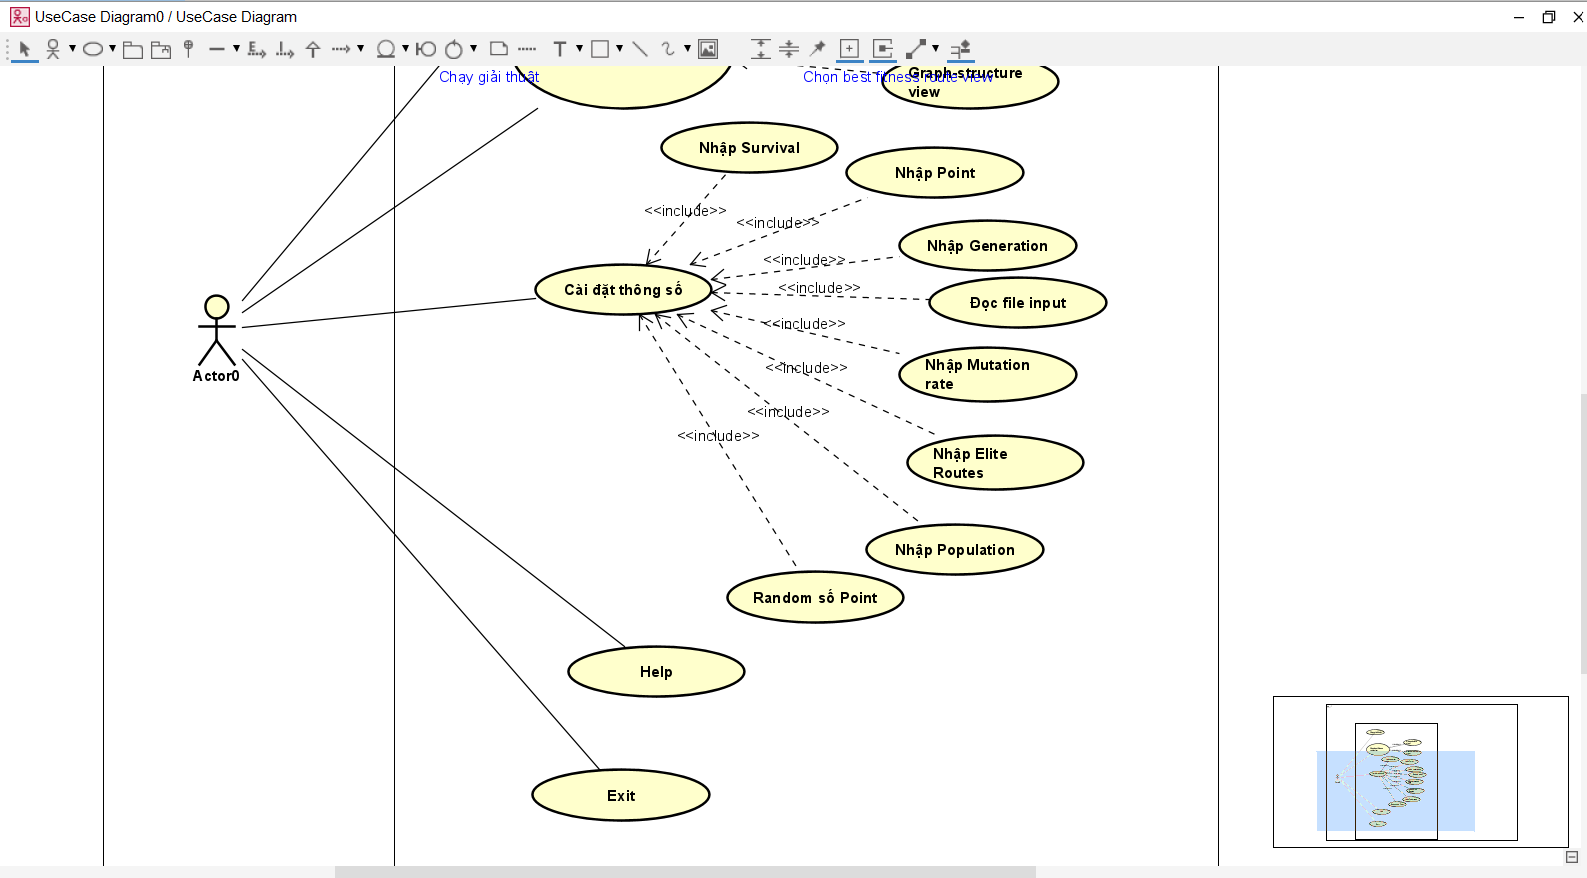 UseCase Diagram0 / UseCase Diagram
Chạy giải thuật
Chọn best fitness route view
Graph-structure
view
Nhập Survival
Nhập Point
<<include>>
<<include>>
Nhập Generation
<<include>>
Cài đặt thông số
<<include>>
Đọc file input
<<include>>
Nhập Mutation
rate
<<include>>
Actor0
<<include>>
<<include>>
Nhập Elite
Routes
Nhập Population
Random số Point
Help
Exit